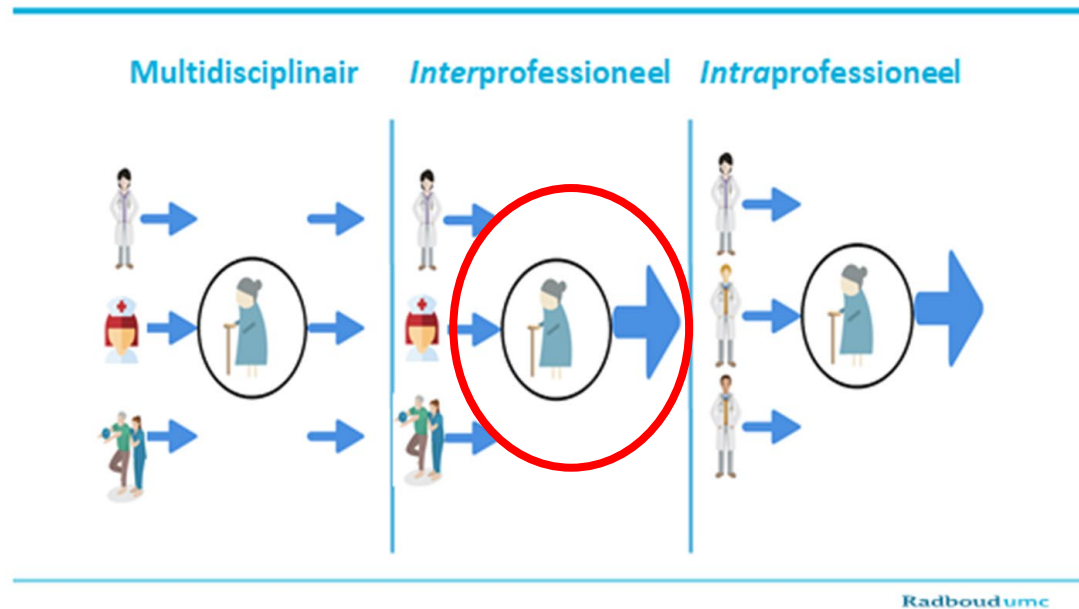 Multidisciplinair
Interprofessioneel
Intraprofessioneel
Radboudumc